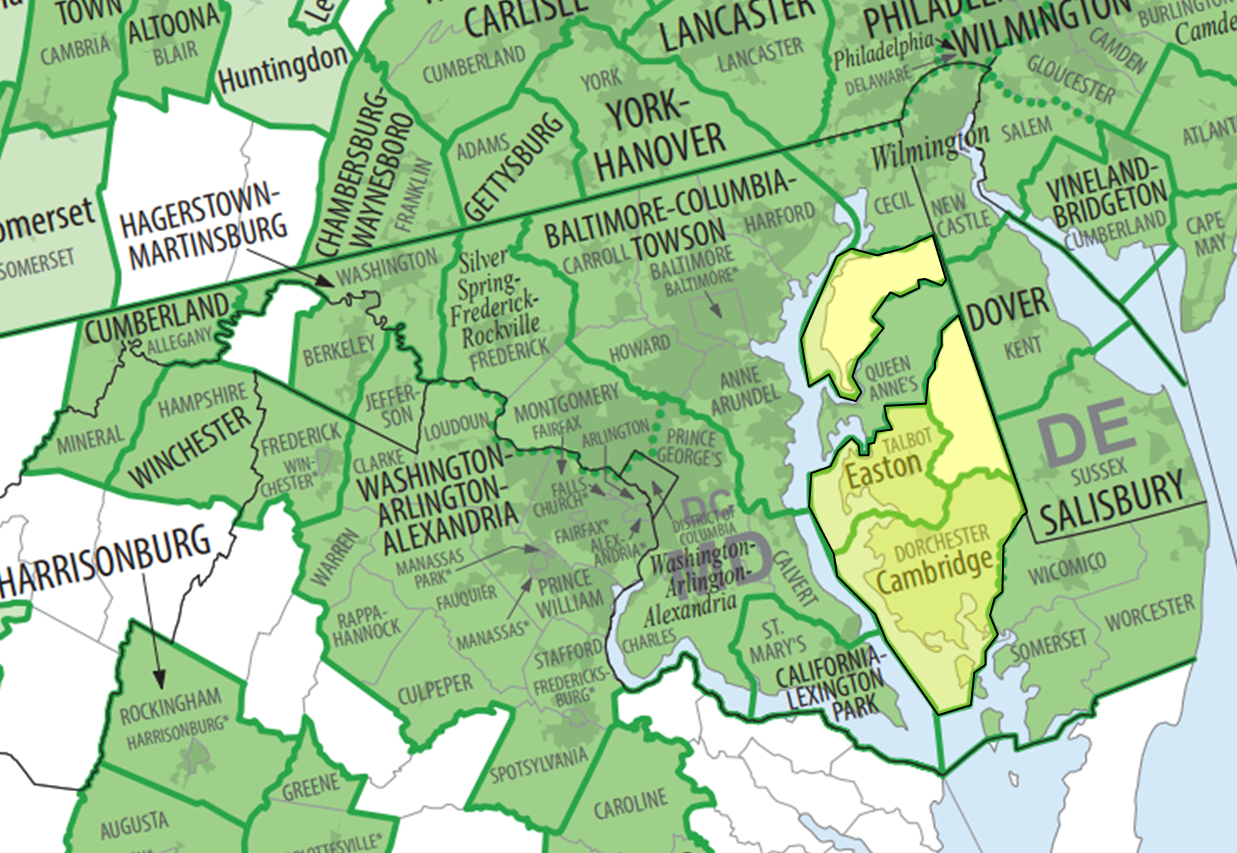 TOWN
CAMBRIA
ALTOONA
BLAIR
Huntingdon
CARLISLE
CUMBERLAND
LANCASTER
LANCASTER
PHILADEL
Philadelphia
WILMINGTON
DELAWARE
BURLINGTON
Camde
CAMDEN
GLOUCESTER
YORK
YORK-
HANOVER
ADAMS
GETTYSBURG
CHAMBERSBURG-
WAYNESBORO
FRANKLIN
omerset
SOMERSET
HAGERSTOWN-
MARTINSBURG
WASHINGTON
Wilmington
SALEM
ATLANT
VINELAND-
BRIDGETON
CUMBERLAND
CAPE
MAY
CECIL
NEW
CASTLE
BALTIMORE-COLUMBIA-
TOWSON
HARFORD
CARROLL
BALTIMORE
BALTIMORE*
Silver
Spring-
Frederick-
Rockville
FREDERICK
CUMBERLAND
ALLEGANY
BERKELEY
HOWARD
ANNE
ARUNDEL
QUEEN
ANNE'S
DOVER
KENT
MINERAL
HAMPSHIRE
WINCHESTER
FREDERICK
WIN-
CHESTER*
JEFFER-
SON
CLARKE
LOUDOUN
MONTGOMERY
FAIRFAX
ARLINGTON
PRINCE
GEORGE'S
WASHINGTON-
ARLINGTON-
ALEXANDRIA
FALLS
CHURCH*
FAIRFAX*
ALEX-
ANDRIA*
DC
DISTRICT OF
COLUMBIA
MD
Washington-
Arlington-
Alexandria
CALVERT
TALBOT
Easton
DORCHESTER
Cambridge
DE
SUSSEX
SALISBURY
WICOMICO
WORCESTER
SOMERSET
HARRISONBURG
WARREN
MANASSAS
PARK*
FAUQUIER
PRINCE
WILLIAM
MANASSAS*
RAPPA-
HANNOCK
CULPEPER
STAFFORD
FREDERICKS-
BURG*
CHARLES
ST.
MARY'S
CALIFORNIA-
LEXINGTON
PARK
ROCKINGHAM
HARRISONBURG*
SPOTSYLVANIA
CAROLINE
GREENE
AUGUSTA
LOTTESVILLE*